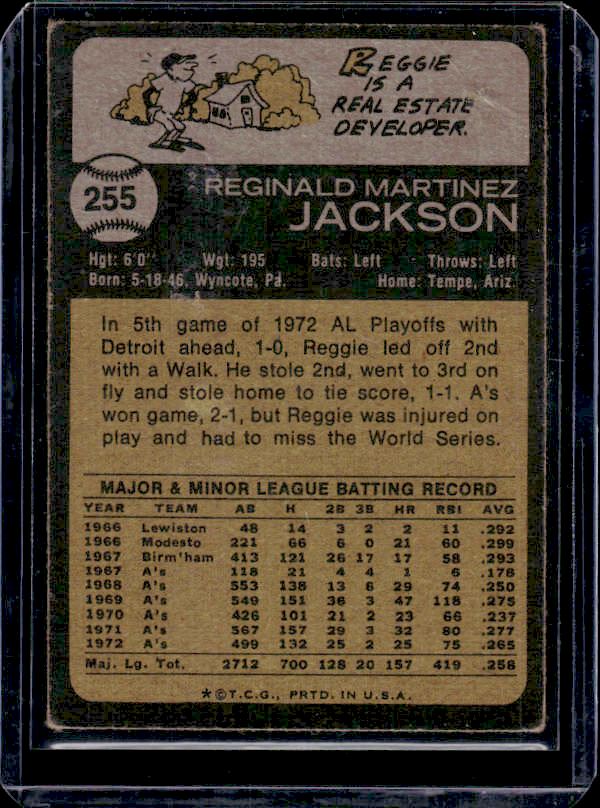 REGGIE
IS A
REAL ESTATE
DEVELOPER.
255
REGINALD MARTINEZ
JACKSON
Hgt: 6'0" Wgt: 195 Bats: Left Throws: Left
Born: 5-18-46, Wyncote, Pa. Home: Tempe, Ariz.
In 5th game of 1972 AL Playoffs with
Detroit ahead, 1-0, Reggie led off 2nd
with a Walk. He stole 2nd, went to 3rd on
fly and stole home to tie score, 1-1. A's
won game, 2-1, but Reggie was injured on
play and had to miss the World Series.
MAJOR & MINOR LEAGUE BATTING RECORD
YEAR TEAM AB H 2B 3B HR RBI AVG
1966 Lewiston 48 14 3 2 2 11 .292
1966 Modesto 221 66 6 0 21 60 .299
1967 Birm'ham 413 121 26 17 17 58 .293
1967 A's 118 21 4 4 1 6 .178
1968 A's 553 138 13 6 29 74 .250
1969 A's 549 151 36 3 47 118 .275
1970 A's 426 101 21 2 23 66 .237
1971 A's 567 157 29 3 32 80 .277
1972 A's 499 132 25 2 25 75 .265
Maj. Lg. Tot. 2712 700 128 20 157 419 .258
*©T.C.G., PRTD. IN U.S.A.